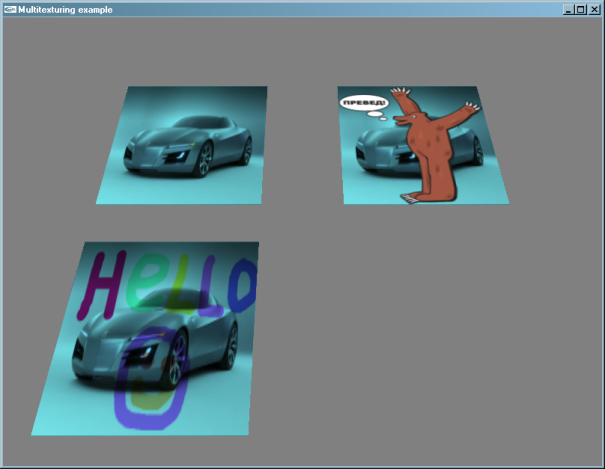 Multitexturing example
ПРЕВЕД!
Hello